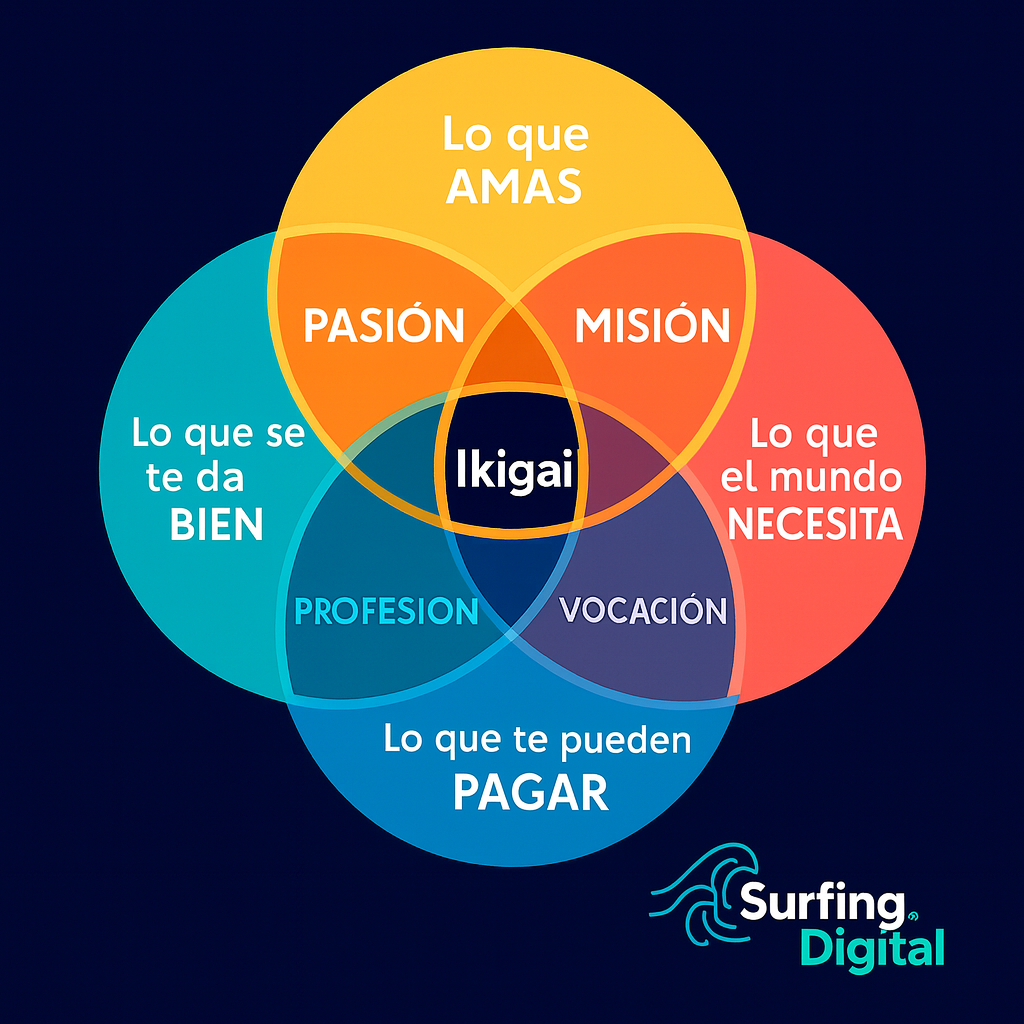 Lo que
AMAS
PASIÓN
MISIÓN
Lo que se
te da
BIEN
Ikigai
Lo que
el mundo
NECESITA
PROFESION
VOCACIÓN
Lo que te pueden
PAGAR
Surfing
Digital